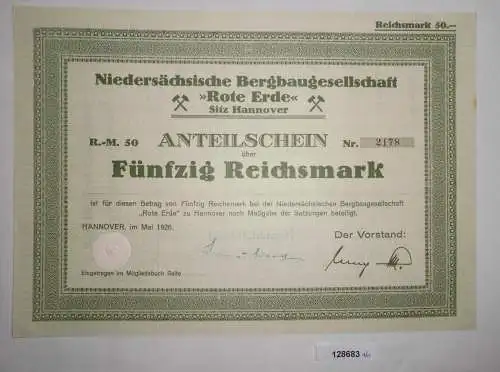 Reichsmark 50.—
Niedersächsische Bergbaugesellschaft
»Rote Erde«
Sitz Hannover
R.-M. 50 ANTEILSCHEIN Nr. 2178
über
Fünfzig Reichsmark
ist für diesen Betrag von Fünfzig Reichsmark bei der Niedersächsischen Bergbaugesellschaft
„Rote Erde" zu Hannover nach Maßgabe der Satzungen beteiligt.
HANNOVER, im Mai 1926.
Der Vorstand:
Eingetragen im Mitgliedsbuch Seite
128683